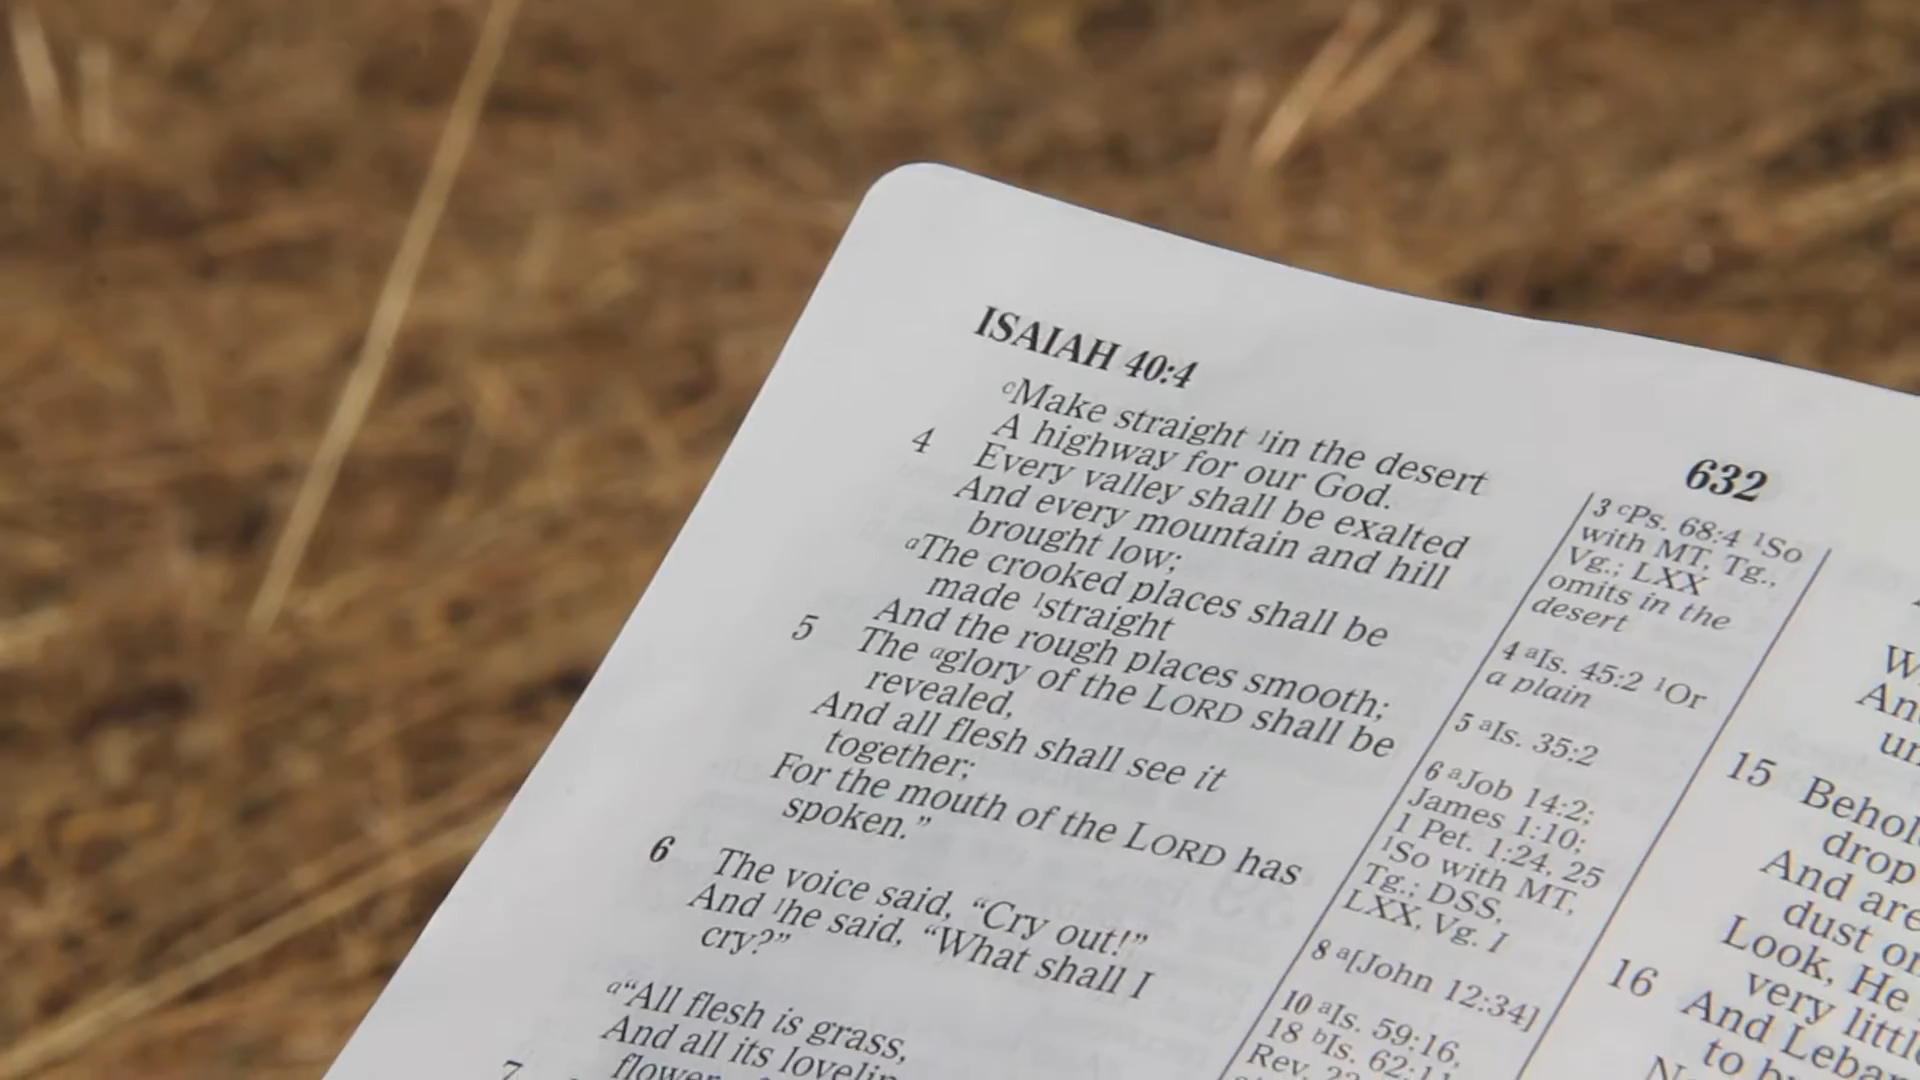 ISAIAH 40:4
632
ᶜMake straight ¹in the desert
A highway for our God.
4 Every valley shall be exalted
And every mountain and hill
brought low;
ᵃThe crooked places shall be
made ¹straight
And the rough places smooth;
5 The ᵃglory of the LORD shall be
revealed,
And all flesh shall see it
together;
For the mouth of the LORD has
spoken.”
6 The voice said, “Cry out!”
And ¹he said, “What shall I
cry?”
ᵃ“All flesh is grass,
And all its
7
3 ᶜPs. 68:4 ¹So
with MT, Tg.,
Vg.; LXX
omits in the
desert
4 ᵃIs. 45:2 ¹Or
a plain
5 ᵃIs. 35:2
6 ᵃJob 14:2;
James 1:10;
1 Pet. 1:24, 25
¹So with MT,
Tg.; DSS,
LXX, Vg. I
8 ᵃ[John 12:34]
10 ᵃIs. 59:16,
18 ᵇIs. 62:11
Rev.
15
drop
And are
dust
Look, He
very
16 And
to